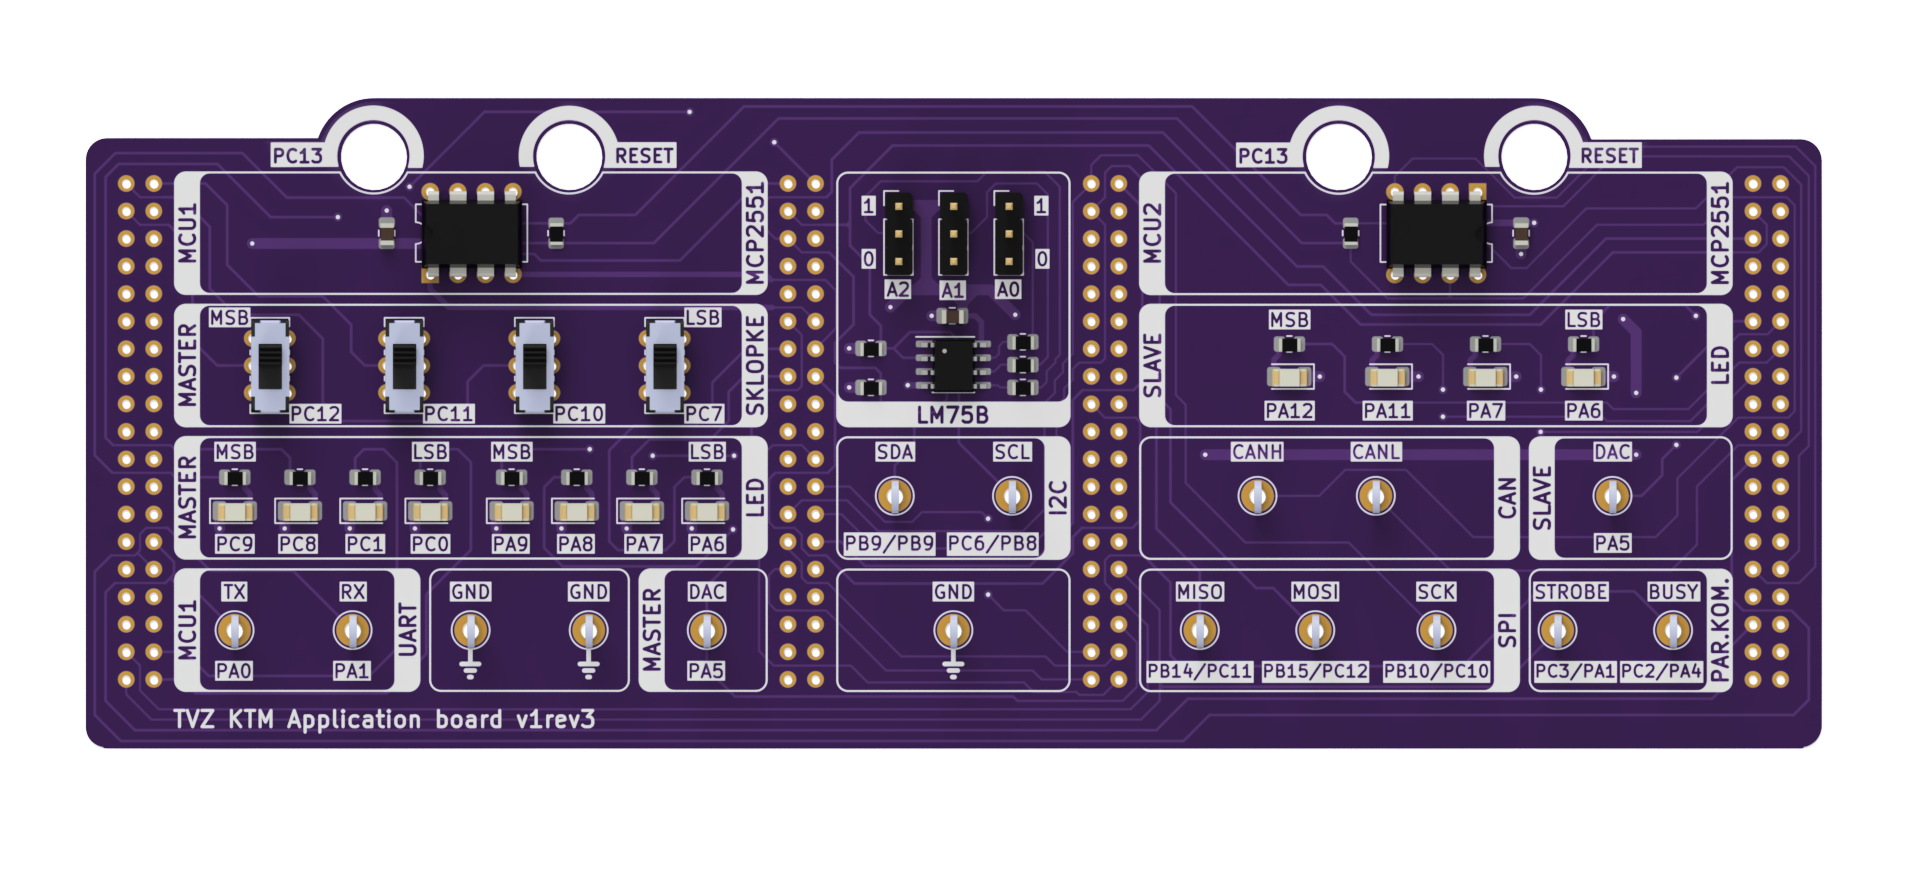 PC13
RESET
PC13
RESET
MCU1
MCP2551
1
1
0
0
A2
A1
A0
LM75B
MCU2
MCP2551
MASTER
MSB
LSB
PC12
PC11
PC10
PC7
SKLOPKE
SLAVE
MSB
LSB
PA12
PA11
PA7
PA6
LED
MASTER
MSB
LSB
MSB
LSB
PC9
PC8
PC1
PC0
PA9
PA8
PA7
PA6
LED
SDA
SCL
PB9/PB9
PC6/PB8
I2C
CANH
CANL
CAN
SLAVE
DAC
PA5
MCU1
TX
RX
PA0
PA1
UART
GND
GND
MASTER
DAC
PA5
GND
MISO
MOSI
SCK
PB14/PC11
PB15/PC12
PB10/PC10
SPI
STROBE
BUSY
PC3/PA1
PC2/PA4
PAR.KOM.
TVZ KTM Application board v1rev3